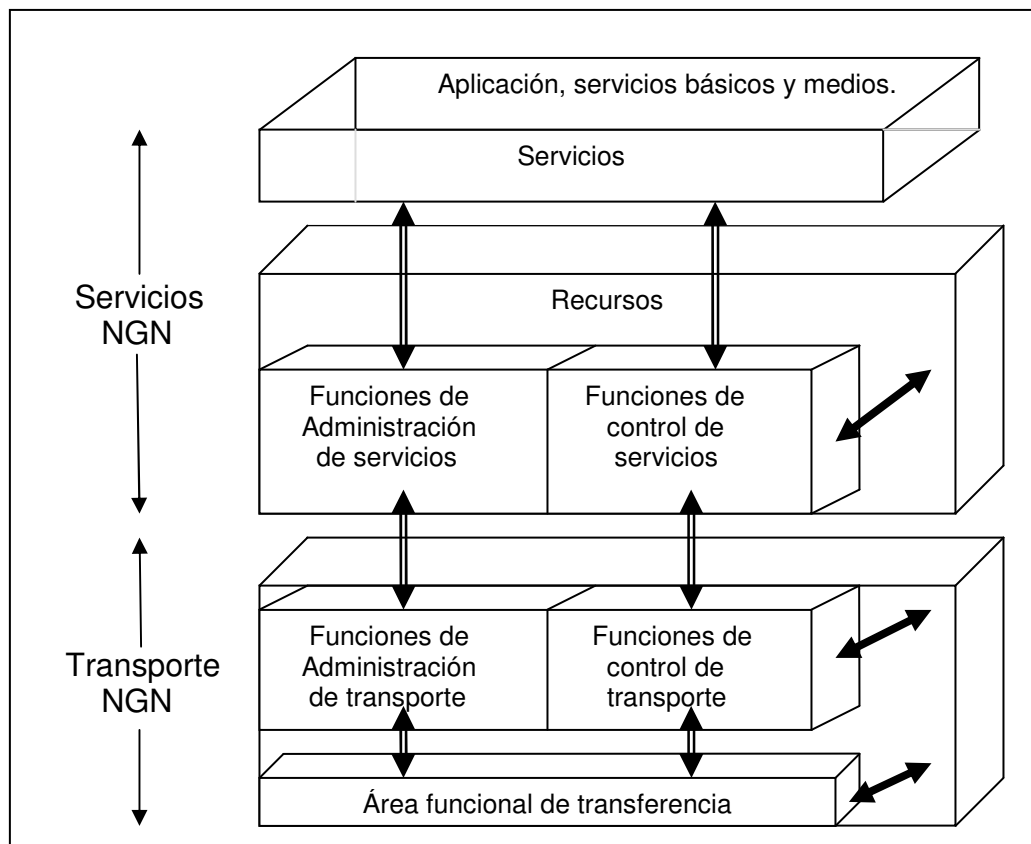 Aplicación, servicios básicos y medios.
Servicios
Servicios
NGN
Recursos
Funciones de
Administración
de servicios
Funciones de
control de
servicios
Transporte
NGN
Funciones de
Administración
de transporte
Funciones de
control de
transporte
Área funcional de transferencia